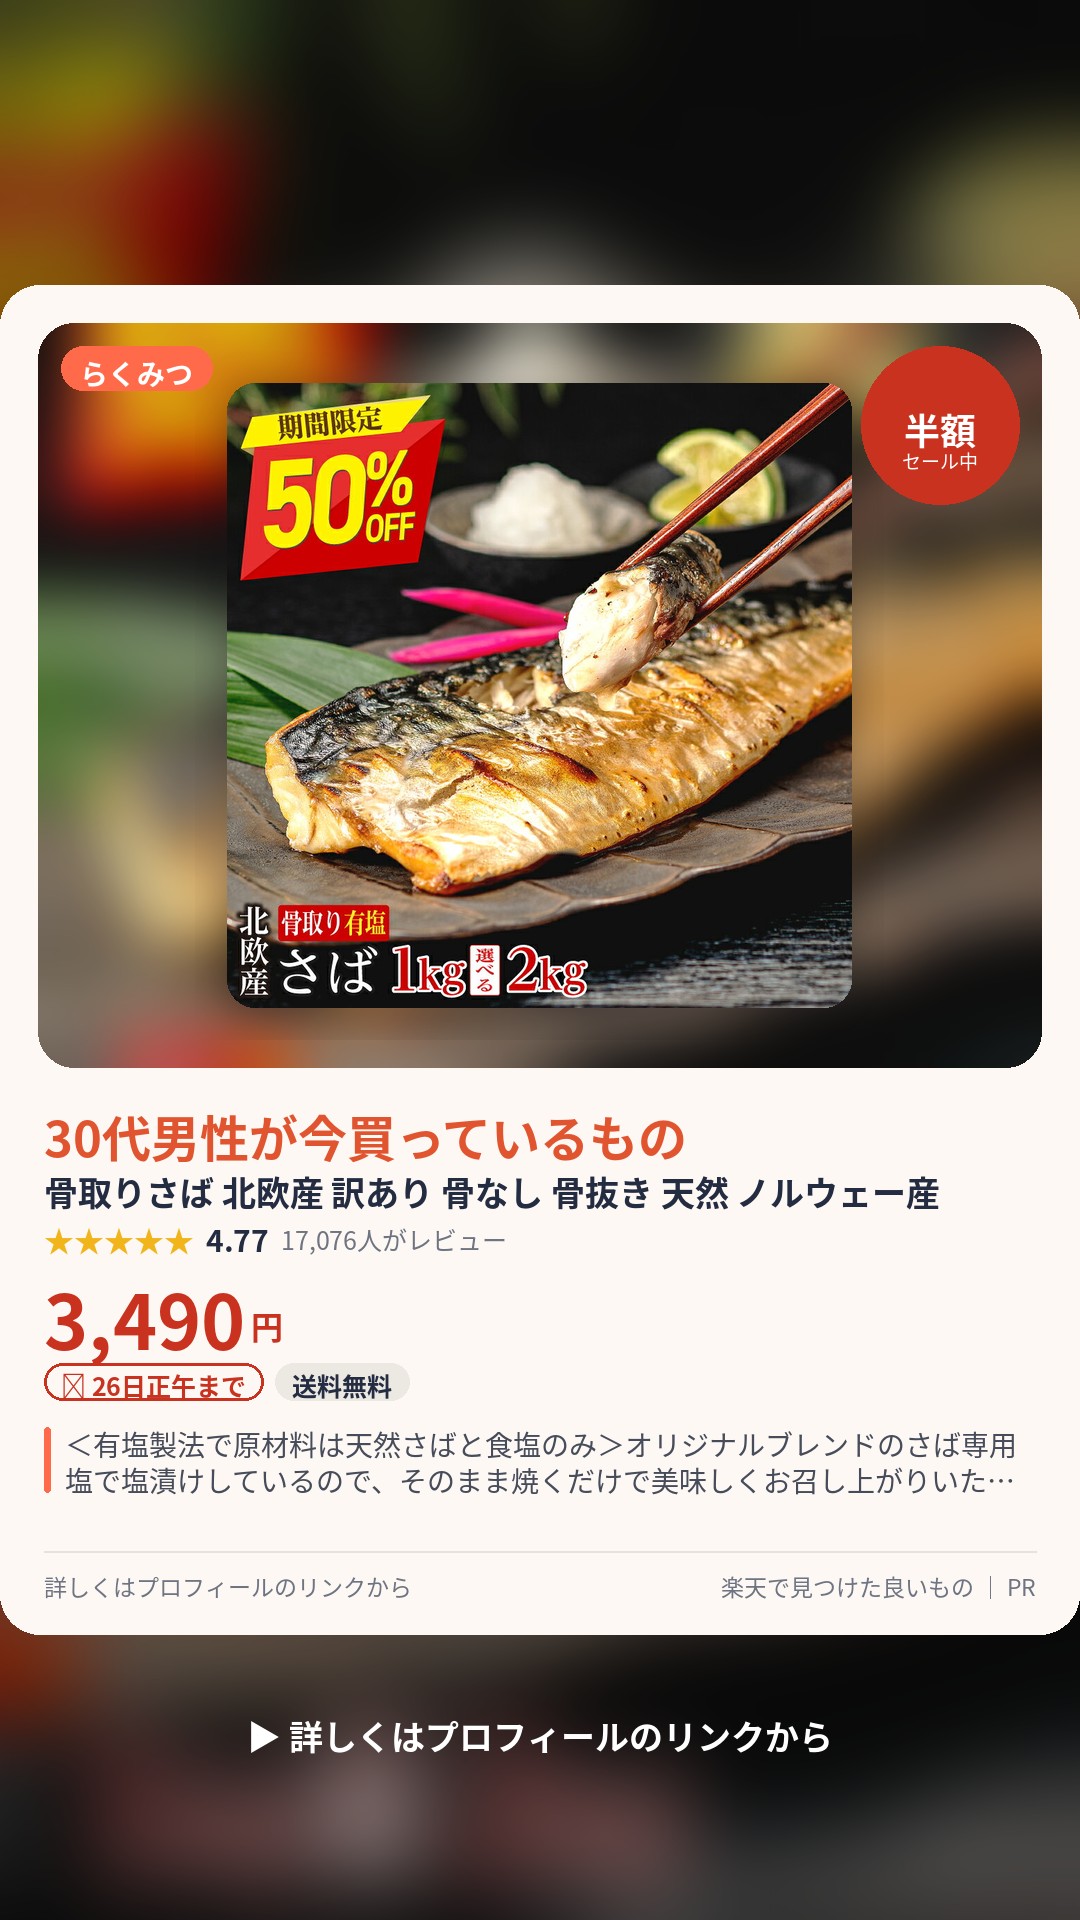 らくみつ
半額
セール中
期間限定
50%
OFF
北欧産
骨取り有塩
さば 1kg 選べる 2kg
30代男性が今買っているもの
骨取りさば 北欧産 訳あり 骨なし 骨抜き 天然 ノルウェー産
★★★★★ 4.77 17,076人がレビュー
3,490円
26日正午まで 送料無料
<有塩製法で原材料は天然さばと食塩のみ>オリジナルブレンドのさば専用
塩で塩漬けしているので、そのまま焼くだけで美味しくお召し上がりいた…
詳しくはプロフィールのリンクから 楽天で見つけた良いもの｜PR
▶ 詳しくはプロフィールのリンクから